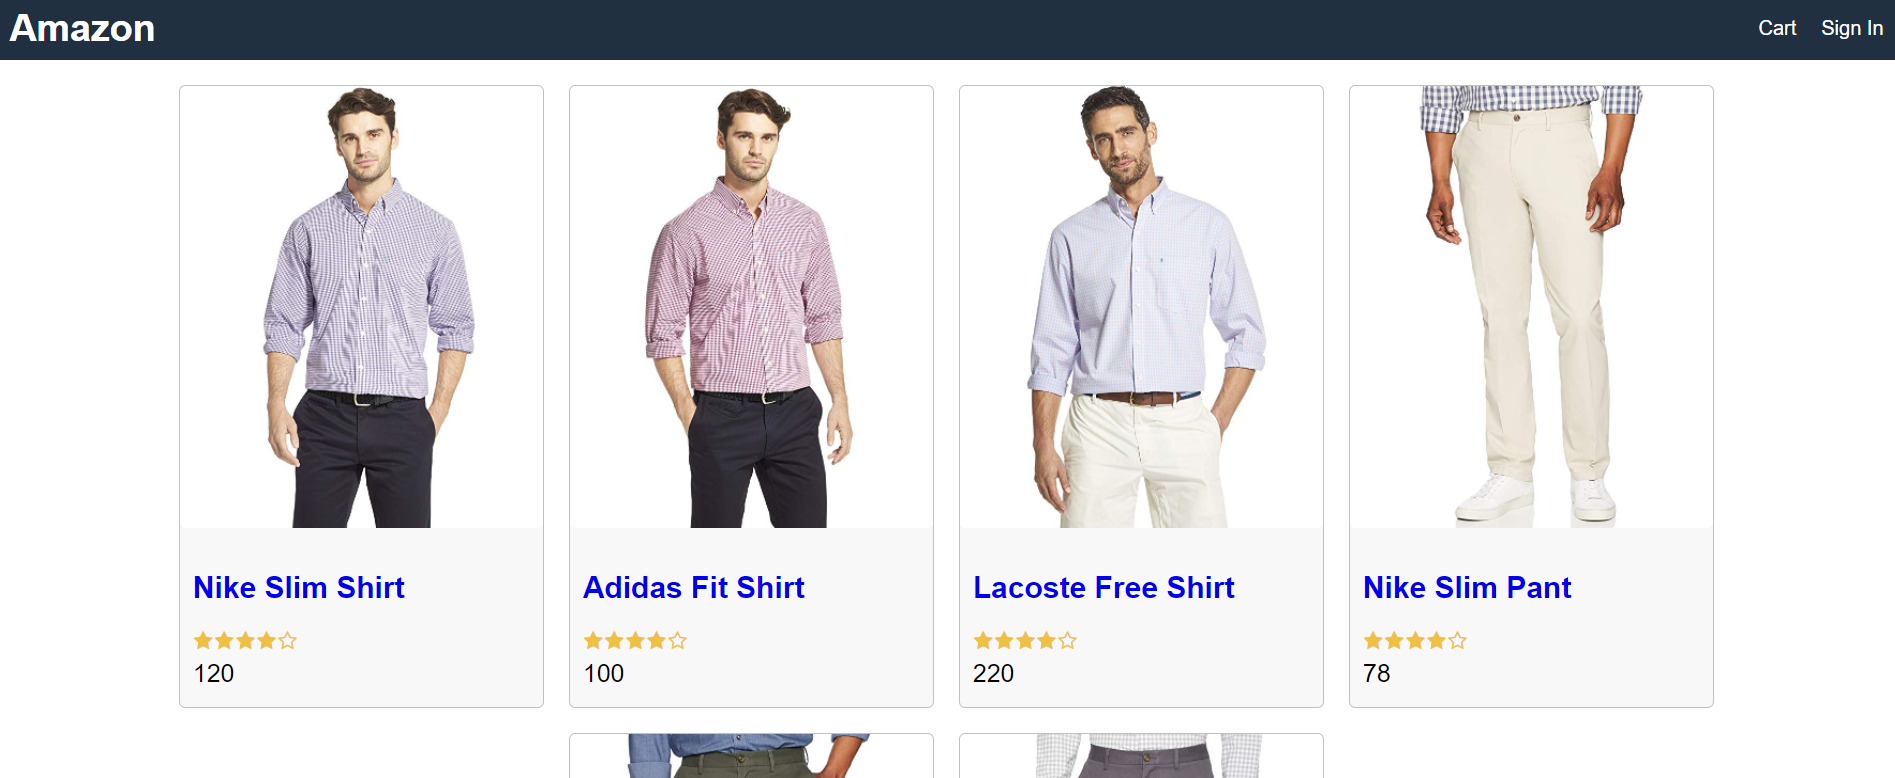 Amazon
Cart Sign In
Nike Slim Shirt
120
Adidas Fit Shirt
100
Lacoste Free Shirt
220
Nike Slim Pant
78